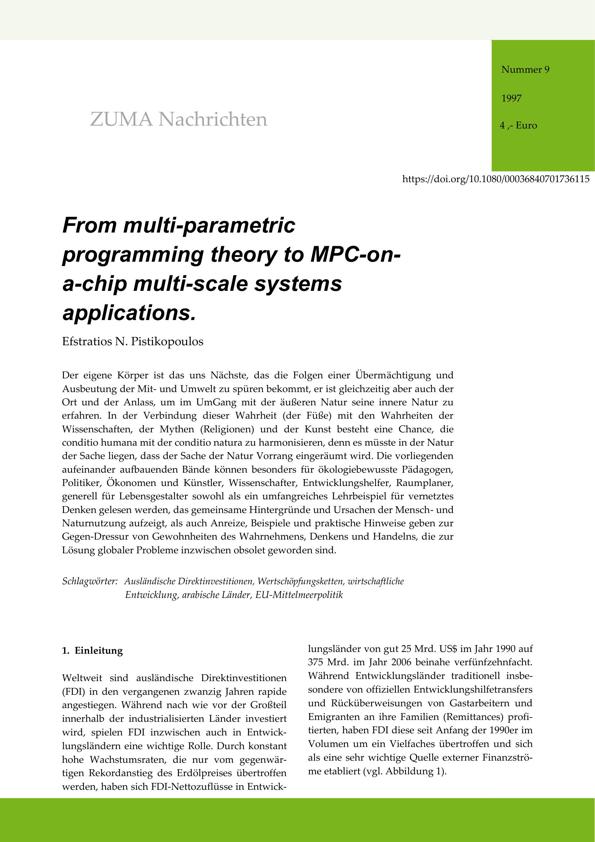 Nummer 9
1997
4 ,- Euro
ZUMA Nachrichten
https://doi.org/10.1080/00036840701736115
From multi-parametric
programming theory to MPC-on-
a-chip multi-scale systems
applications.
Efstratios N. Pistikopoulos
Der eigene Körper ist das uns Nächste, das die Folgen einer Übermächtigung und
Ausbeutung der Mit- und Umwelt zu spüren bekommt, er ist gleichzeitig aber auch der
Ort und der Anlass, um im UmGang mit der äußeren Natur seine innere Natur zu
erfahren. In der Verbindung dieser Wahrheit (der Füße) mit den Wahrheiten der
Wissenschaften, der Mythen (Religionen) und der Kunst besteht eine Chance, die
conditio humana mit der conditio natura zu harmonisieren, denn es müsste in der Natur
der Sache liegen, dass der Sache der Natur Vorrang eingeräumt wird. Die vorliegenden
aufeinander aufbauenden Bände können besonders für ökologiebewusste Pädagogen,
Politiker, Ökonomen und Künstler, Wissenschafter, Entwicklungshelfer, Raumplaner,
generell für Lebensgestalter sowohl als ein umfangreiches Lehrbeispiel für vernetztes
Denken gelesen werden, das gemeinsame Hintergründe und Ursachen der Mensch- und
Naturnutzung aufzeigt, als auch Anreize, Beispiele und praktische Hinweise geben zur
Gegen-Dressur von Gewohnheiten des Wahrnehmens, Denkens und Handelns, die zur
Lösung globaler Probleme inzwischen obsolet geworden sind.
Schlagwörter: Ausländische Direktinvestitionen, Wertschöpfungsketten, wirtschaftliche
Entwicklung, arabische Länder, EU-Mittelmeerpolitik
1. Einleitung
Weltweit sind ausländische Direktinvestitionen
(FDI) in den vergangenen zwanzig Jahren rapide
angestiegen. Während nach wie vor der Großteil
innerhalb der industrialisierten Länder investiert
wird, spielen FDI inzwischen auch in Entwick-
lungsländern eine wichtige Rolle. Durch konstant
hohe Wachstumsraten, die nur vom gegenwär-
tigen Rekordanstieg des Erdölpreises übertroffen
werden, haben sich FDI-Nettozuflüsse in Entwick-
lungsländer von gut 25 Mrd. US$ im Jahr 1990 auf
375 Mrd. im Jahr 2006 beinahe verfünfzehnfacht.
Während Entwicklungsländer traditionell insbe-
sondere von offiziellen Entwicklungshilfetransfers
und Rücküberweisungen von Gastarbeitern und
Emigranten an ihre Familien (Remittances) profi-
tierten, haben FDI diese seit Anfang der 1990er im
Volumen um ein Vielfaches übertroffen und sich
als eine sehr wichtige Quelle externer Finanzströ-
me etabliert (vgl. Abbildung 1).